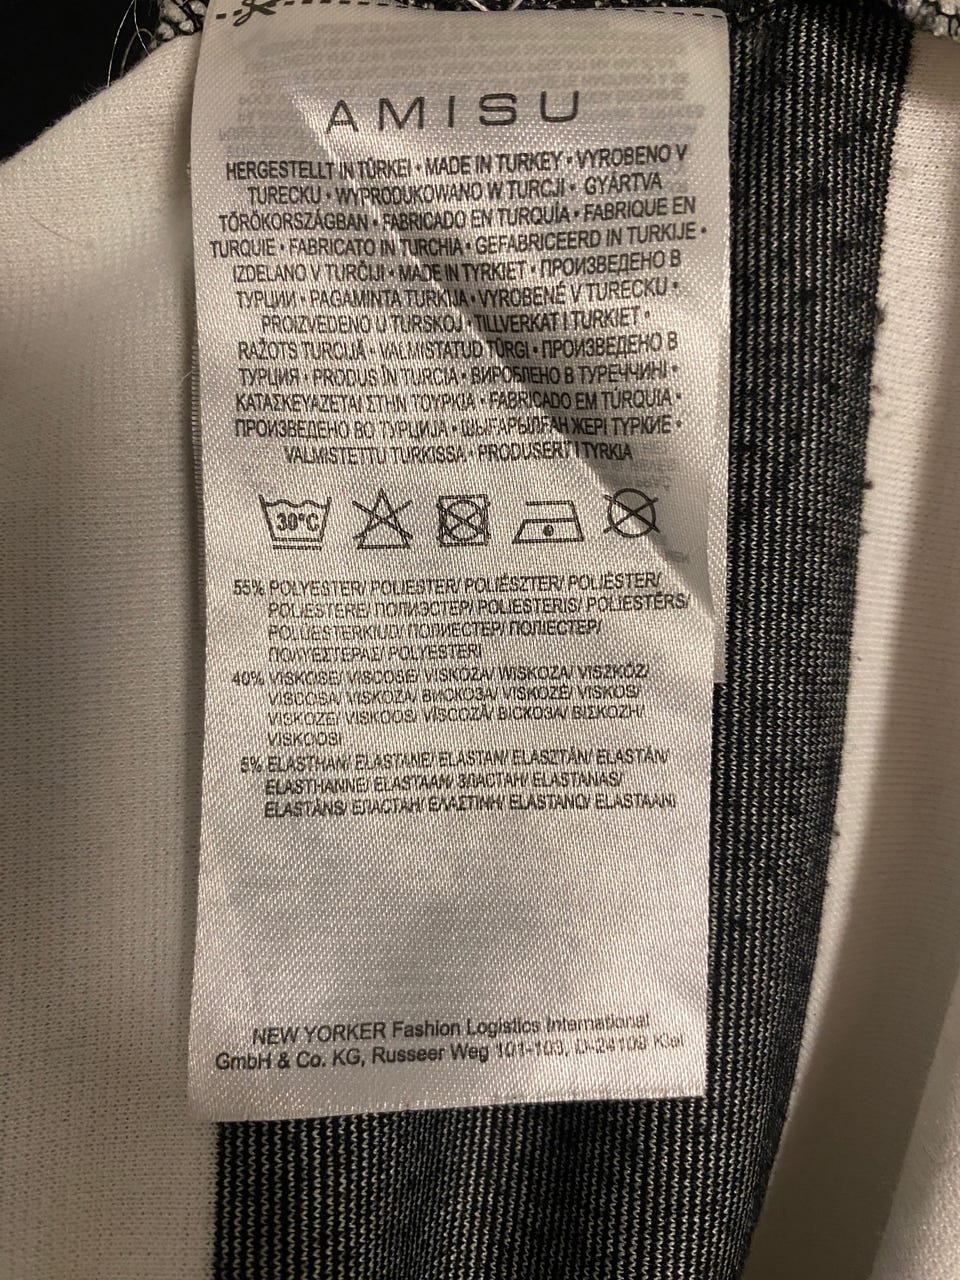 AMISU
HERGESTELLT IN TÜRKEI • MADE IN TURKEY • VYROBENO V
TURECKU • WYPRODUKOWANO W TURCJI • GYÁRTVA
TÖRÖKORSZÁGBAN • FABRICADO EN TURQUÍA • FABRIQUE EN
TURQUIE • FABRICATO IN TURCHIA • GEFABRICEERD IN TURKIJE •
IZDELANO V TURČIJI • MADE IN TYRKIET • ПРОИЗВЕДЕНО В
ТУРЦИИ • PAGAMINTA TURKIJA • VYROBENÉ V TURECKU •
PROIZVEDENO U TURSKOJ • TILLVERKAT I TURKIET •
RAŽOTS TURCIJĀ • VALMISTATUD TÜRGI • ПРОИЗВЕДЕНО В
ТУРЦИЯ • PRODUS ÎN TURCIA • ВИРОБЛЕНО В ТУРЕЧЧИНІ •
ΚΑΤΑΣΚΕΥΑΖΕΤΑΙ ΣΤΗΝ ΤΟΥΡΚΙΑ • FABRICADO EM TURQUIA •
ПРОИЗВЕДЕНО ВО ТУРЦИЈА • ШЫҒАРЫЛҒАН ЖЕРІ ТУРКИЕ •
VALMISTETTU TURKISSA • PRODUSERT I TYRKIA
30°C
55% POLYESTER/ POLIESTER/ POLIÉSZTER/ POLIÉSTER/
POLIESTERE/ ПОЛИЭСТЕР/ POLIESTERIS/ POLIESTERS/
POLÜESTERKIUD/ ПОЛИЕСТЕР/ ПОЛІЕСТЕР/
ΠΟΛΥΕΣΤΕΡΑΣ/ POLYESTERI
40% VISKOSE/ VISCOSE/ VISKÓZA/ WISKOZA/ VISZKÓZ/
VISCOSA/ VISKOZA/ ВИСКОЗА/ VISKOZĖ/ VISKOS/
VISKOZE/ VISKOOS/ VÍSCOZĂ/ ВІСКОЗА/ ΒΙΣΚΟΖΗ/
VISKOOSI
5% ELASTHAN/ ELASTANE/ ELASTAN/ ELASZTÁN/ ELASTÁN/
ELASTHANNE/ ELASTAAN/ ЭЛАСТАН/ ELASTANAS/
ELASTĀNS/ ЕЛАСТАН/ ΕΛΑΣΤΙΝΗ/ ELASTANO/ ELASTAANI
NEW YORKER Fashion Logistics International
GmbH & Co. KG, Russeer Weg 101-103, D-24109 Kiel